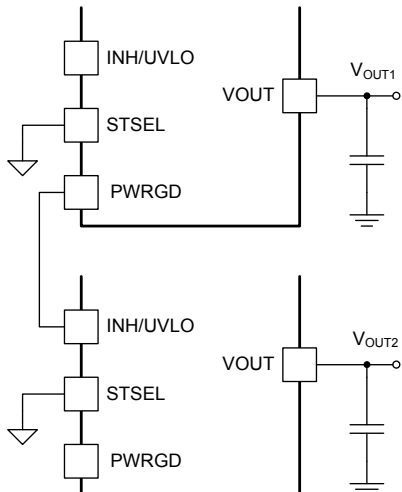 INH/UVLO
VOUT
VOUT1
STSEL
PWRGD
INH/UVLO
VOUT
VOUT2
STSEL
PWRGD